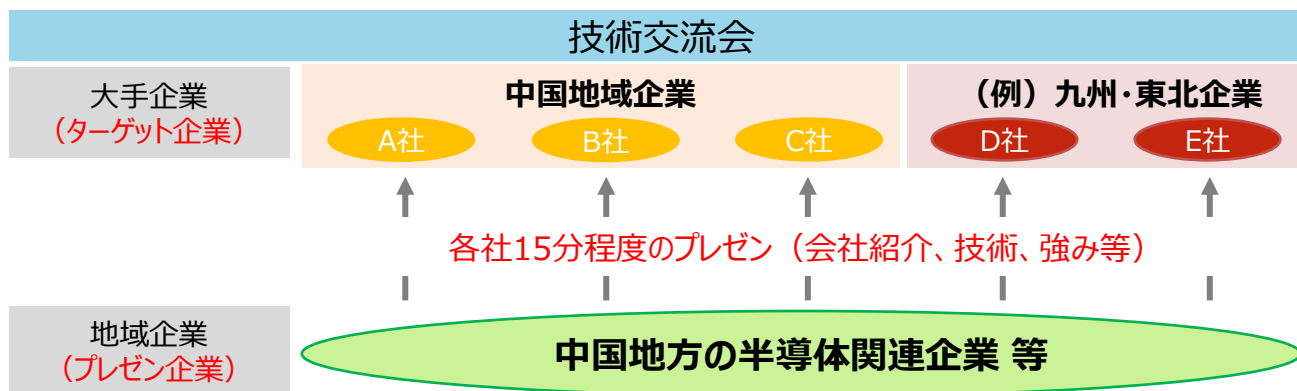 技術交流会
大手企業
（ターゲット企業）
中国地域企業
（例）九州・東北企業
A社
B社
C社
D社
E社
各社15分程度のプレゼン（会社紹介、技術、強み等）
地域企業
（プレゼン企業）
中国地方の半導体関連企業 等